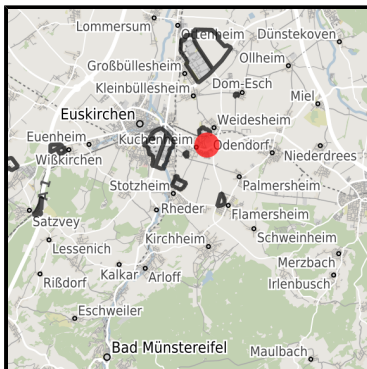 Lommersum
Ottenheim
Dünstekoven
Großbüllesheim
Ollheim
Kleinbüllesheim
Dom-Esch
Miel
Euskirchen
Weidesheim
Euenheim
Kuchenheim
Odendorf
Wißkirchen
Niederdrees
Stotzheim
Palmersheim
Satzvey
Rheder
Flamersheim
Lessenich
Kirchheim
Schweinheim
Merzbach
Rißdorf
Kalkar
Arloff
Irlenbusch
Eschweiler
Bad Münstereifel
Maulbach